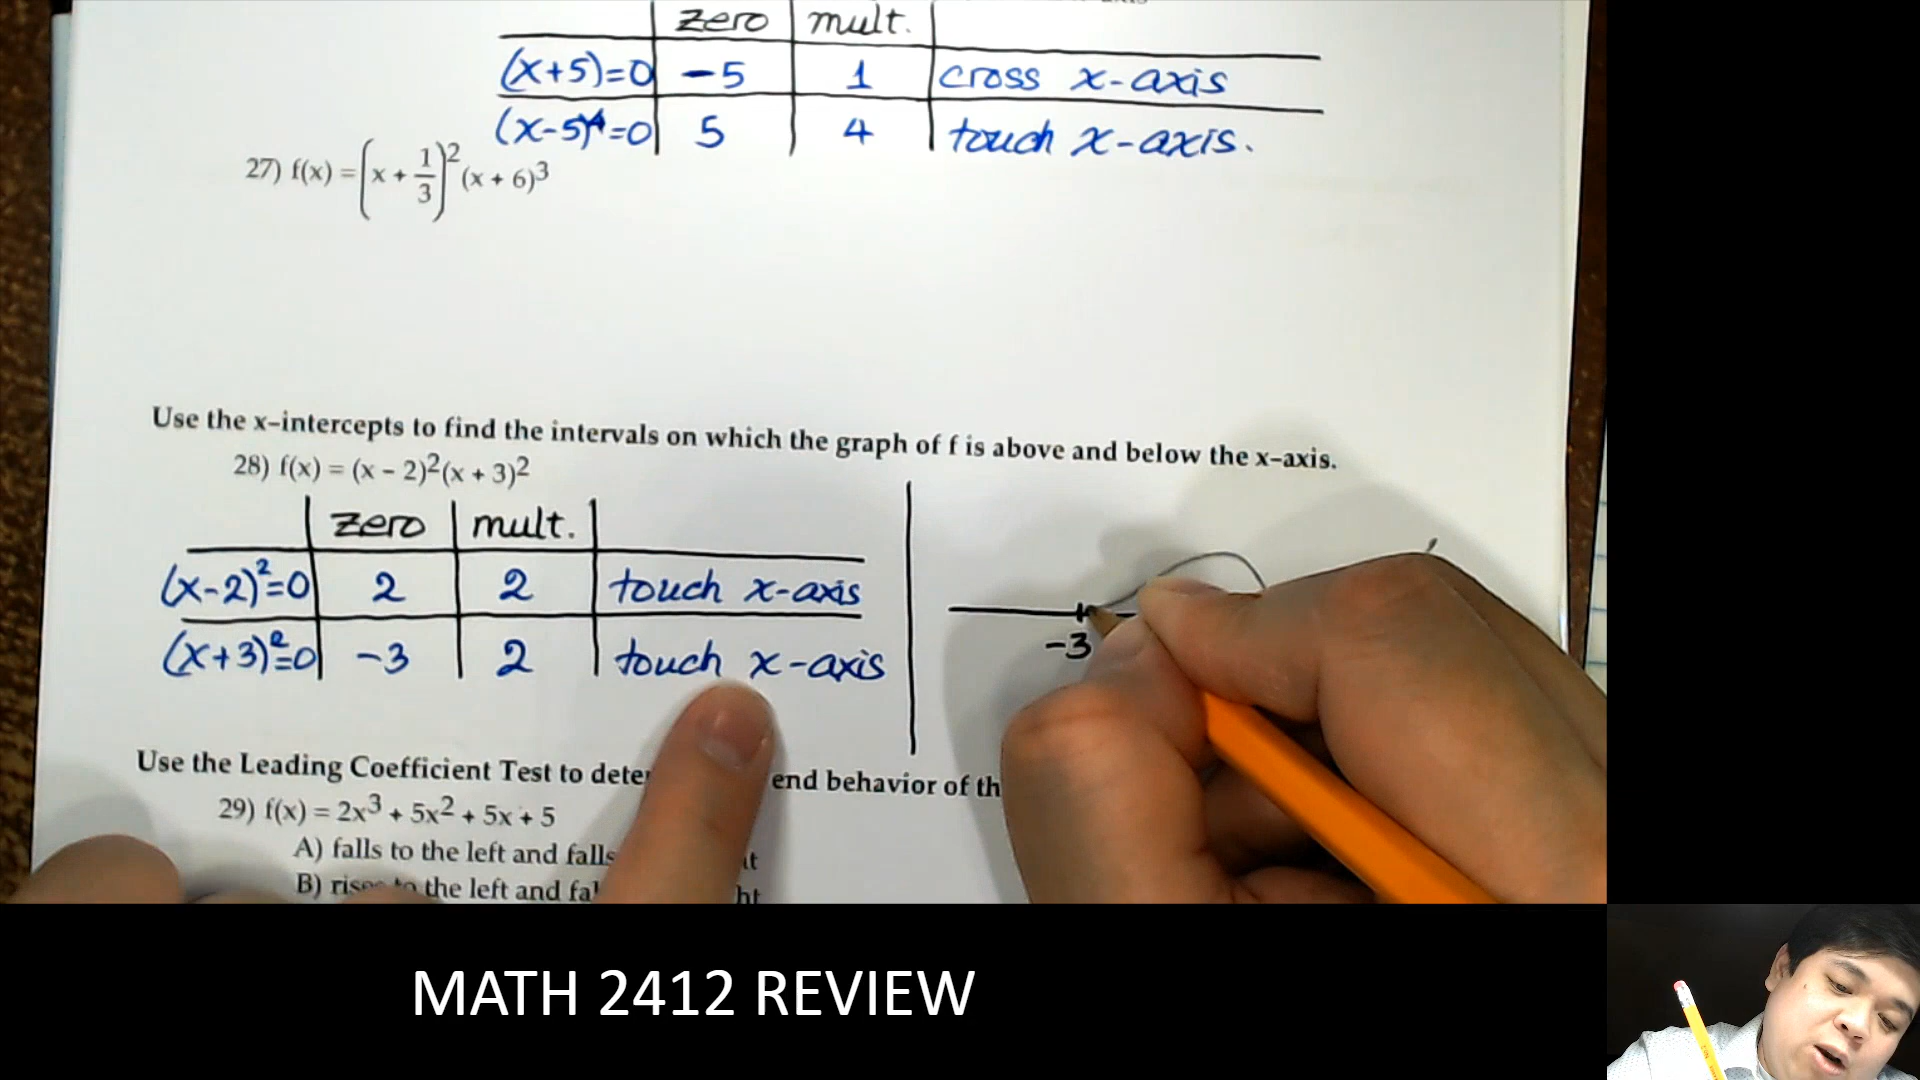 zero mult.
(x+5)=0 -5 1 cross x-axis
(x-5)⁴=0 5 4 touch x-axis.
27) f(x) = (x + 1/3)² (x + 6)³
Use the x-intercepts to find the intervals on which the graph of f is above and below the x-axis.
28) f(x) = (x - 2)²(x + 3)²
zero mult.
(x-2)²=0 2 2 touch x-axis
(x+3)²=0 -3 2 touch x-axis
-3
Use the Leading Coefficient Test to end behavior of
29) f(x) = 2x³ + 5x² + 5x + 5
A) falls to the left and falls
B) the left and
MATH 2412 REVIEW